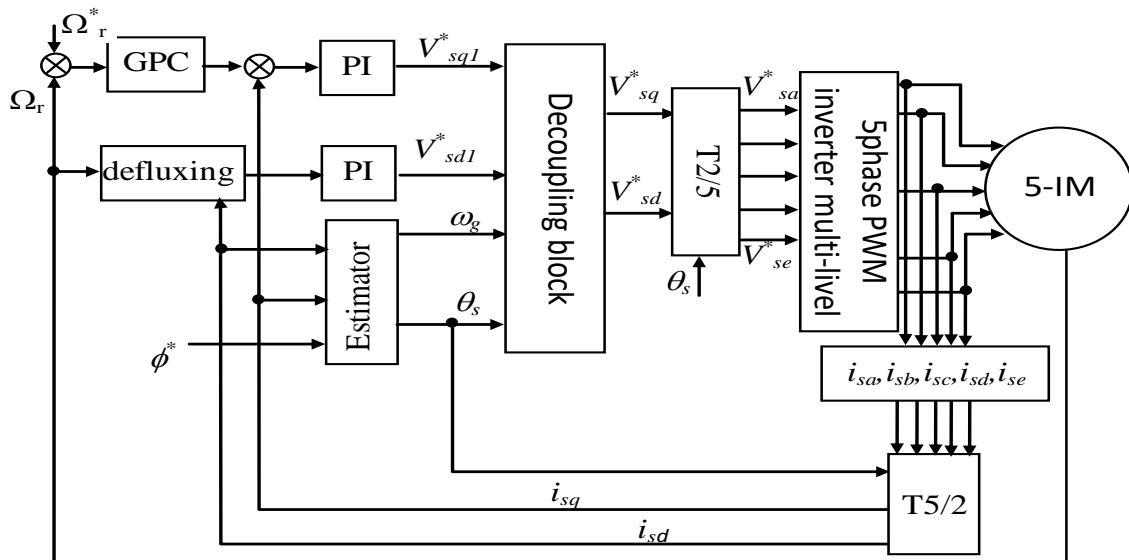 Ω*r
GPC
PI
V*sq1
Ωr
defluxing
PI
V*sd1
Estimator
ωg
θs
ϕ*
Decoupling block
V*sq
V*sd
T2/5
θs
V*sa
V*se
5phase PWM
inverter multi-livel
5-IM
isa, isb, isc, isd, ise
T5/2
isq
isd